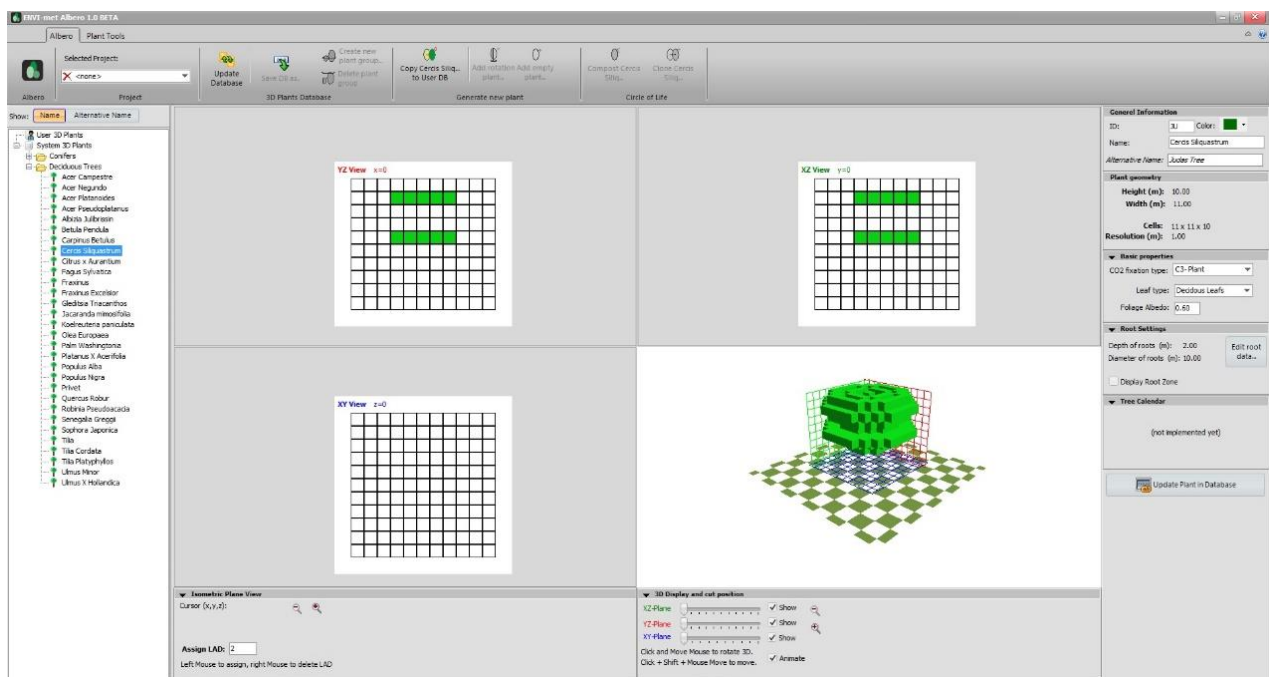 ENVI-met Albero 1.0 BETA
Albero Plant Tools
Selected Project:
<none>
Update Database
Save DB as..
Create new plant group..
Delete plant group
Copy Cercis Siliq... to User DB
Add rotation plant..
Add empty plant..
Compost Cerco Siliq..
Clone Cercis Siliq..
Albero Project 3D Plants Database Generate new plant Circle of Life
Show: Name Alternative Name
User 3D Plants
System 3D Plants
Conifers
Deciduous Trees
Acer Campestre
Acer Negundo
Acer Platanoides
Acer Pseudoplatanus
Albizia Julibrissin
Betula Pendula
Carpinus Betulus
Cercis Siliquastrum
Citrus x Aurantium
Fagus Sylvatica
Fraxinus
Fraxinus Excelsior
Gleditsia Triacanthos
Jacaranda mimosifolia
Koelreuteria paniculata
Olea Europaea
Palm Washingtonia
Platanus X Acerifolia
Populus Alba
Populus Nigra
Privet
Quercus Robur
Robinia Pseudoacacia
Senegalia Greggii
Sophora Japonica
Tilia
Tilia Cordata
Tilia Platyphyllos
Ulmus Minor
Ulmus X Hollandica
YZ View x=0
XZ View y=0
XY View z=0
Isometric Plane View
Cursor (x,y,z):
Assign LAD: 2
Left Mouse to assign, right Mouse to delete LAD
3D Display and cut position
XZ-Plane Show
YZ-Plane Show
XY-Plane Show
Click and Move Mouse to rotate 3D.
Click + Shift + Mouse Move to move.
Animate
General Information
ID: Color:
Name: Cercis Siliquastrum
Alternative Name: Judas Tree
Plant geometry
Height (m): 10.00
Width (m): 11.00
Cells: 11 x 11 x 10
Resolution (m): 1.00
Basic properties
CO2 fixation type: C3-Plant
Leaf type: Decidous Leafs
Foliage Albedo: 0.60
Root Settings
Depth of roots (m): 2.00
Diameter of roots (m): 10.00
Edit root data..
Display Root Zone
Tree Calendar
(not implemented yet)
Update Plant in Database